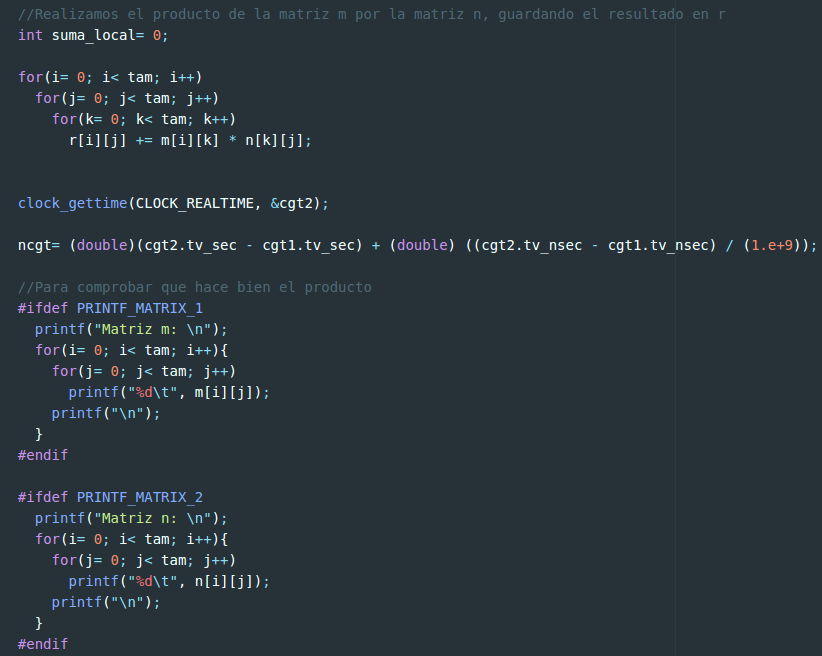 //Realizamos el producto de la matriz m por la matriz n, guardando el resultado en r
int suma_local= 0;
for(i= 0; i< tam; i++)
for(j= 0; j< tam; j++)
for(k= 0; k< tam; k++)
r[i][j] += m[i][k] * n[k][j];
clock_gettime(CLOCK_REALTIME, &cgt2);
ncgt= (double)(cgt2.tv_sec - cgt1.tv_sec) + (double) ((cgt2.tv_nsec - cgt1.tv_nsec) / (1.e+9));
//Para comprobar que hace bien el producto
#ifdef PRINTF_MATRIX_1
printf("Matriz m: \n");
for(i= 0; i< tam; i++){
for(j= 0; j< tam; j++)
printf("%d\t", m[i][j]);
printf("\n");
}
#endif
#ifdef PRINTF_MATRIX_2
printf("Matriz n: \n");
for(i= 0; i< tam; i++){
for(j= 0; j< tam; j++)
printf("%d\t", n[i][j]);
printf("\n");
}
#endif